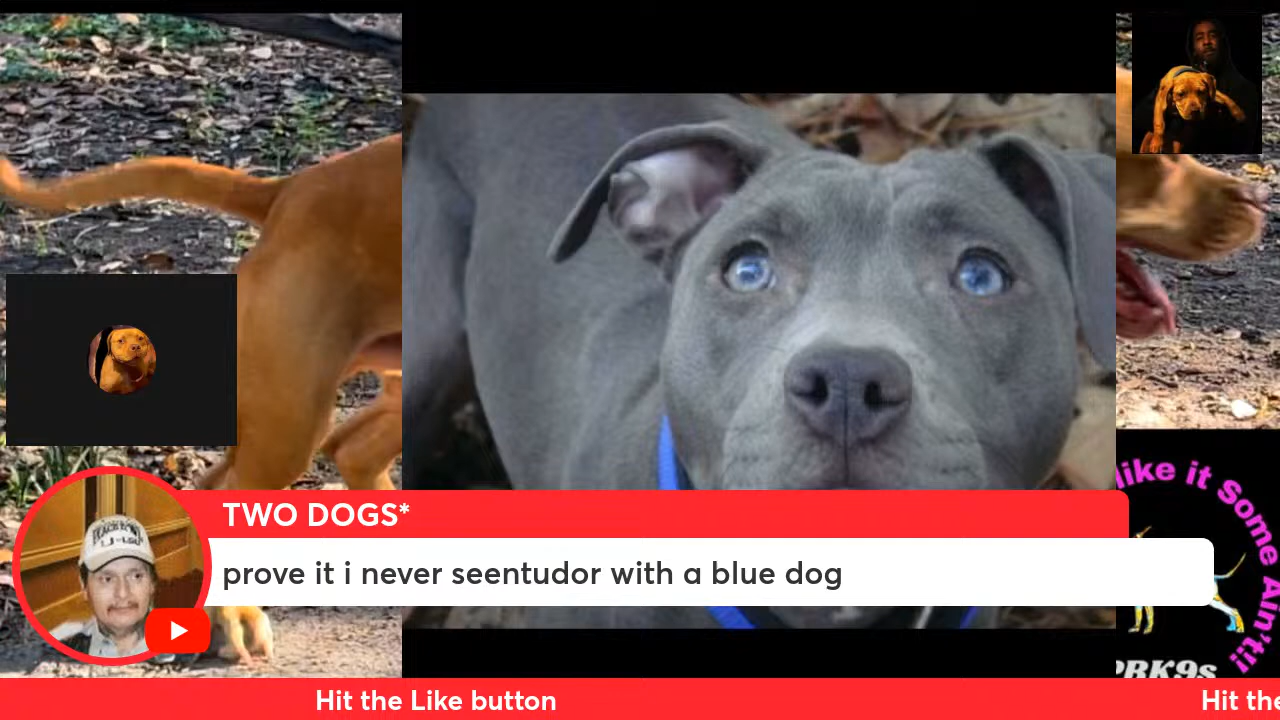 like it Some Ain't!!
TWO DOGS*
prove it i never seentudor with a blue dog
PBK9s
Hit the Like button
Hit the